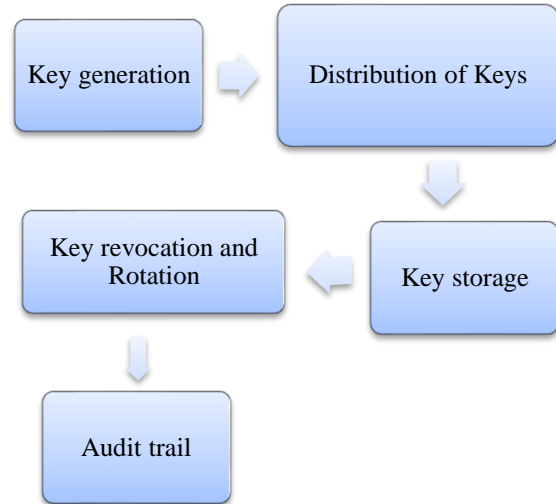 Key generation
Distribution of Keys
Key storage
Key revocation and
Rotation
Audit trail